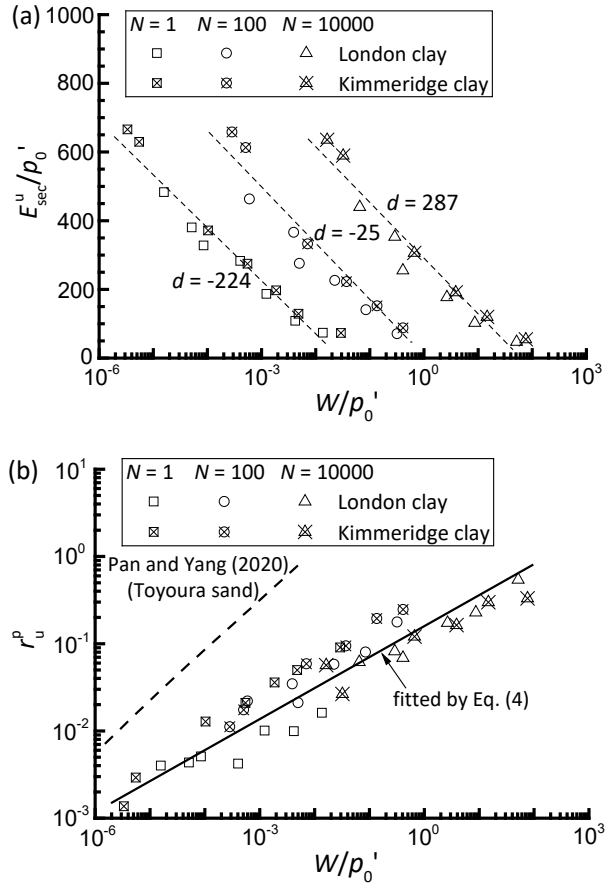 (a)
N = 1 N = 100 N = 10000
London clay
Kimmeridge clay
1000
800
600
400
200
0
E^u_sec/p_0'
d = 287
d = -25
d = -224
10^-6 10^-3 10^0 10^3
W/p_0'
(b)
N = 1 N = 100 N = 10000
London clay
Kimmeridge clay
10^1
10^0
10^-1
10^-2
10^-3
r^p_u
Pan and Yang (2020)
(Toyoura sand)
fitted by Eq. (4)
10^-6 10^-3 10^0 10^3
W/p_0'